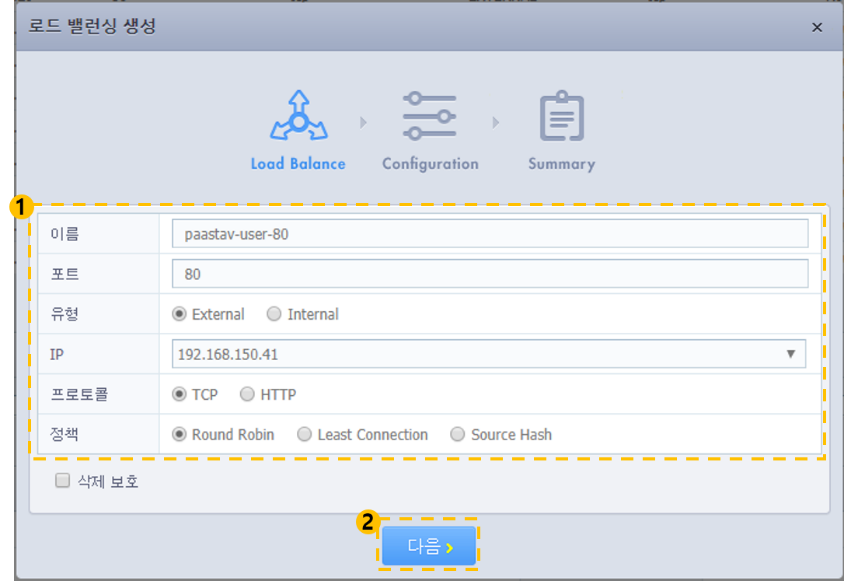 로드 밸런싱 생성 ×
Load Balance Configuration Summary
1
이름 paastav-user-80
포트 80
유형 External Internal
IP 192.168.150.41 ▼
프로토콜 TCP HTTP
정책 Round Robin Least Connection Source Hash
삭제 보호
2
다음 >